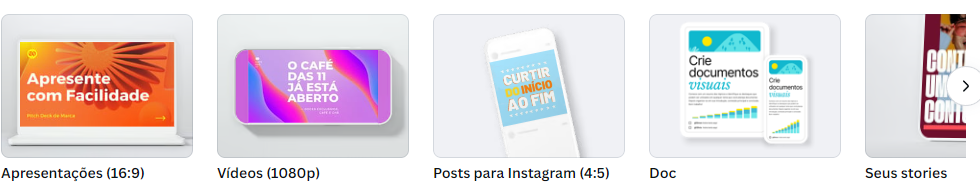 Apresente
com Facilidade
Pitch Deck de Marca
Apresentações (16:9)
O CAFÉ
DAS 11
JÁ ESTÁ
ABERTO
Vídeos (1080p)
CURTIR
DO INÍCIO
AO FIM
Posts para Instagram (4:5)
Crie
documentos
visuais
Crie
documentos
visuais
Doc
Seus stories